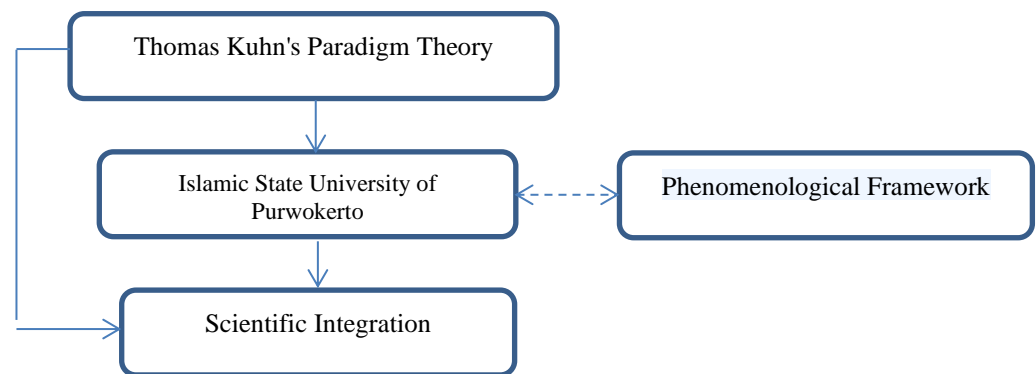 Thomas Kuhn's Paradigm Theory
Islamic State University of
Purwokerto
Phenomenological Framework
Scientific Integration